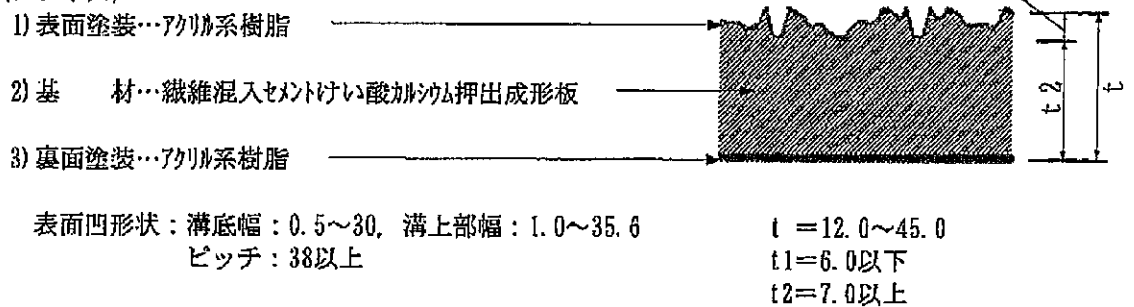 1) 表面塗装…アクリル系樹脂
2) 基　　材…繊維混入セメントけい酸カルシウム押出成形板
3) 裏面塗装…アクリル系樹脂
t2
t
表面凹形状：溝底幅：0.5～30, 溝上部幅：1.0～35.6
ピッチ：38以上
t =12.0～45.0
t1=6.0以下
t2=7.0以上